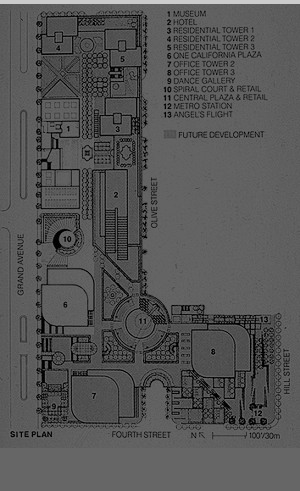 1 MUSEUM
2 HOTEL
3 RESIDENTIAL TOWER 1
4 RESIDENTIAL TOWER 2
5 RESIDENTIAL TOWER 3
6 ONE CALIFORNIA PLAZA
7 OFFICE TOWER 2
8 OFFICE TOWER 3
9 DANCE GALLERY
10 SPIRAL COURT & RETAIL
11 CENTRAL PLAZA & RETAIL
12 METRO STATION
13 ANGEL'S FLIGHT
FUTURE DEVELOPMENT
4
5
1
3
2
OLIVE STREET
10
GRAND AVENUE
6
11
13
8
HILL STREET
7
9
12
SITE PLAN
FOURTH STREET
N
100'/30m